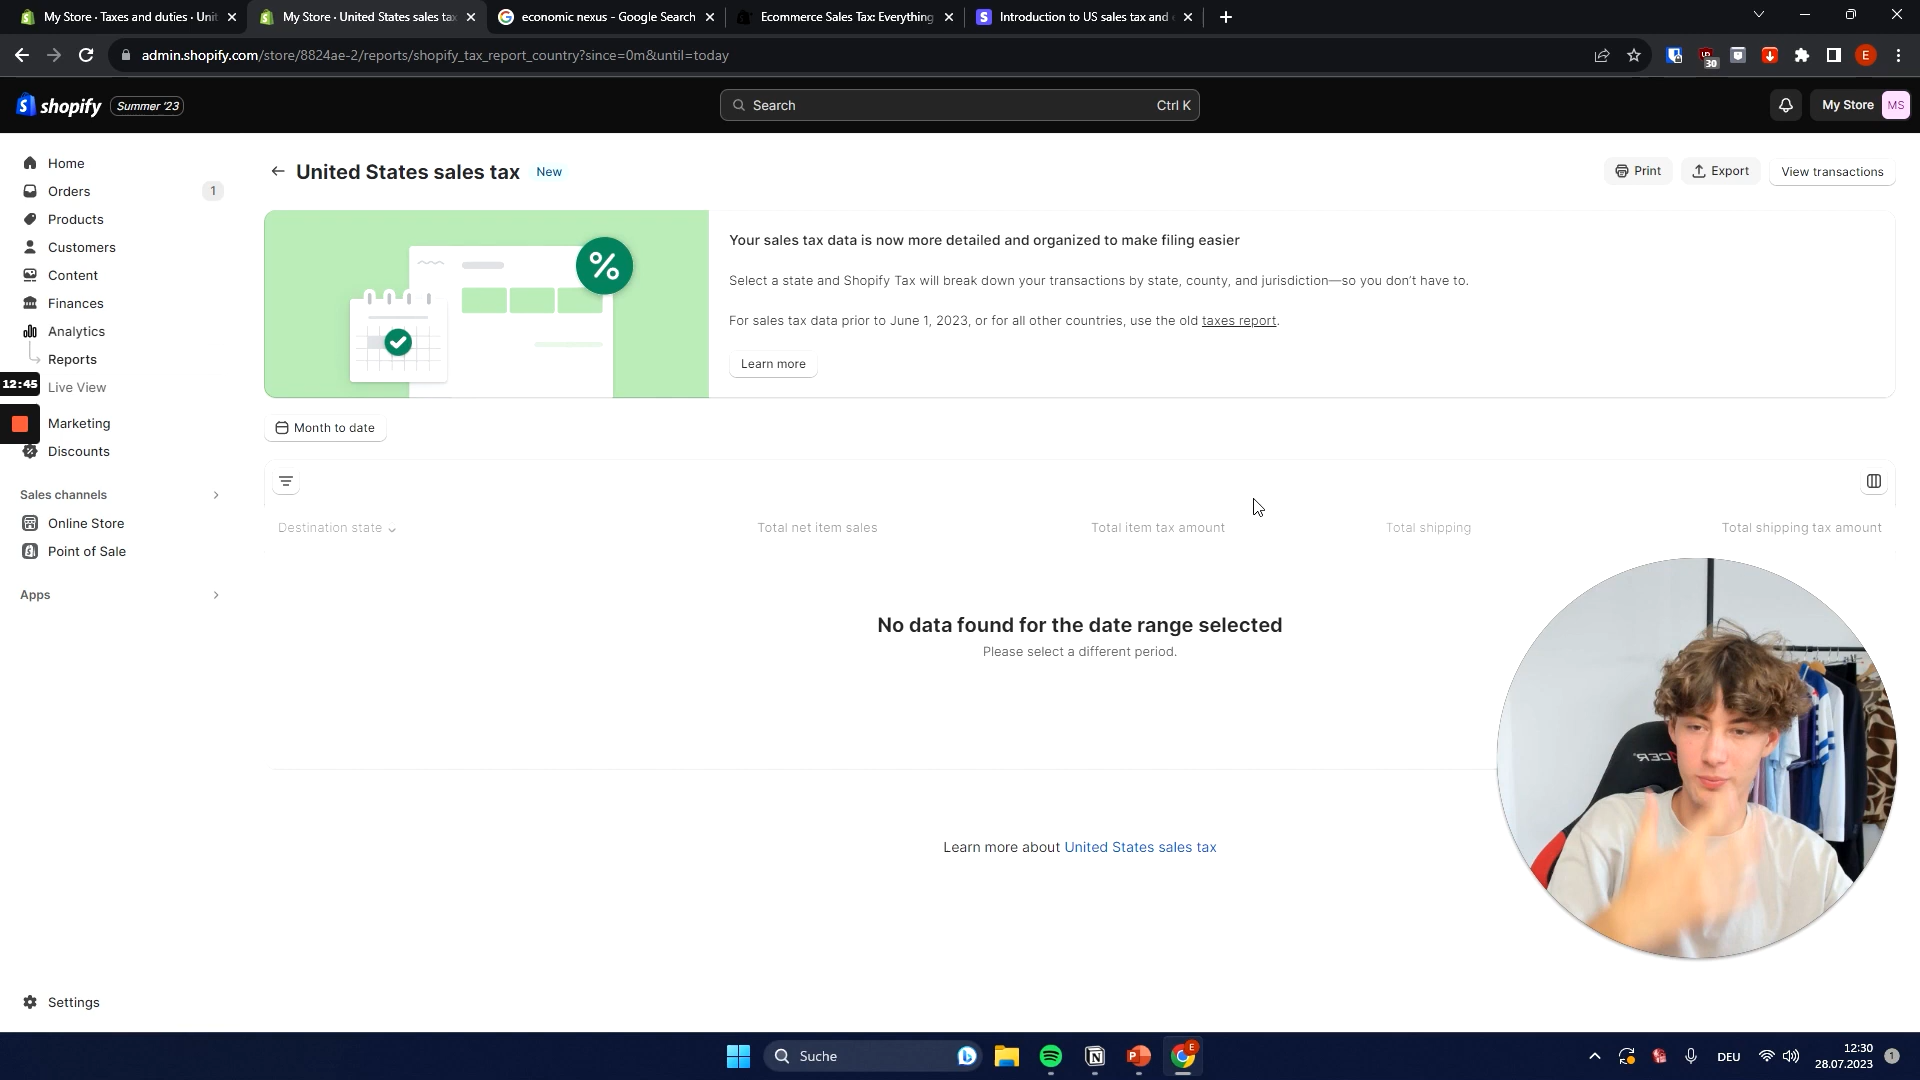 My Store · Taxes and duties · Unit
My Store · United States sales tax
economic nexus - Google Search
Ecommerce Sales Tax: Everything
Introduction to US sales tax and
admin.shopify.com/store/8824ae-2/reports/shopify_tax_report_country?since=0m&until=today
30
E
shopify
Summer '23
Search
Ctrl K
My Store
MS
Home
Orders
1
Products
Customers
Content
Finances
Analytics
Reports
12:45
Live View
Marketing
Discounts
Sales channels
Online Store
Point of Sale
Apps
Settings
United States sales tax
New
Print
Export
View transactions
%
Your sales tax data is now more detailed and organized to make filing easier
Select a state and Shopify Tax will break down your transactions by state, county, and jurisdiction—so you don't have to.
For sales tax data prior to June 1, 2023, or for all other countries, use the old taxes report.
Learn more
Month to date
Destination state
Total net item sales
Total item tax amount
Total shipping
Total shipping tax amount
No data found for the date range selected
Please select a different period.
Learn more about United States sales tax
Suche
E
DEU
12:30
28.07.2023
1